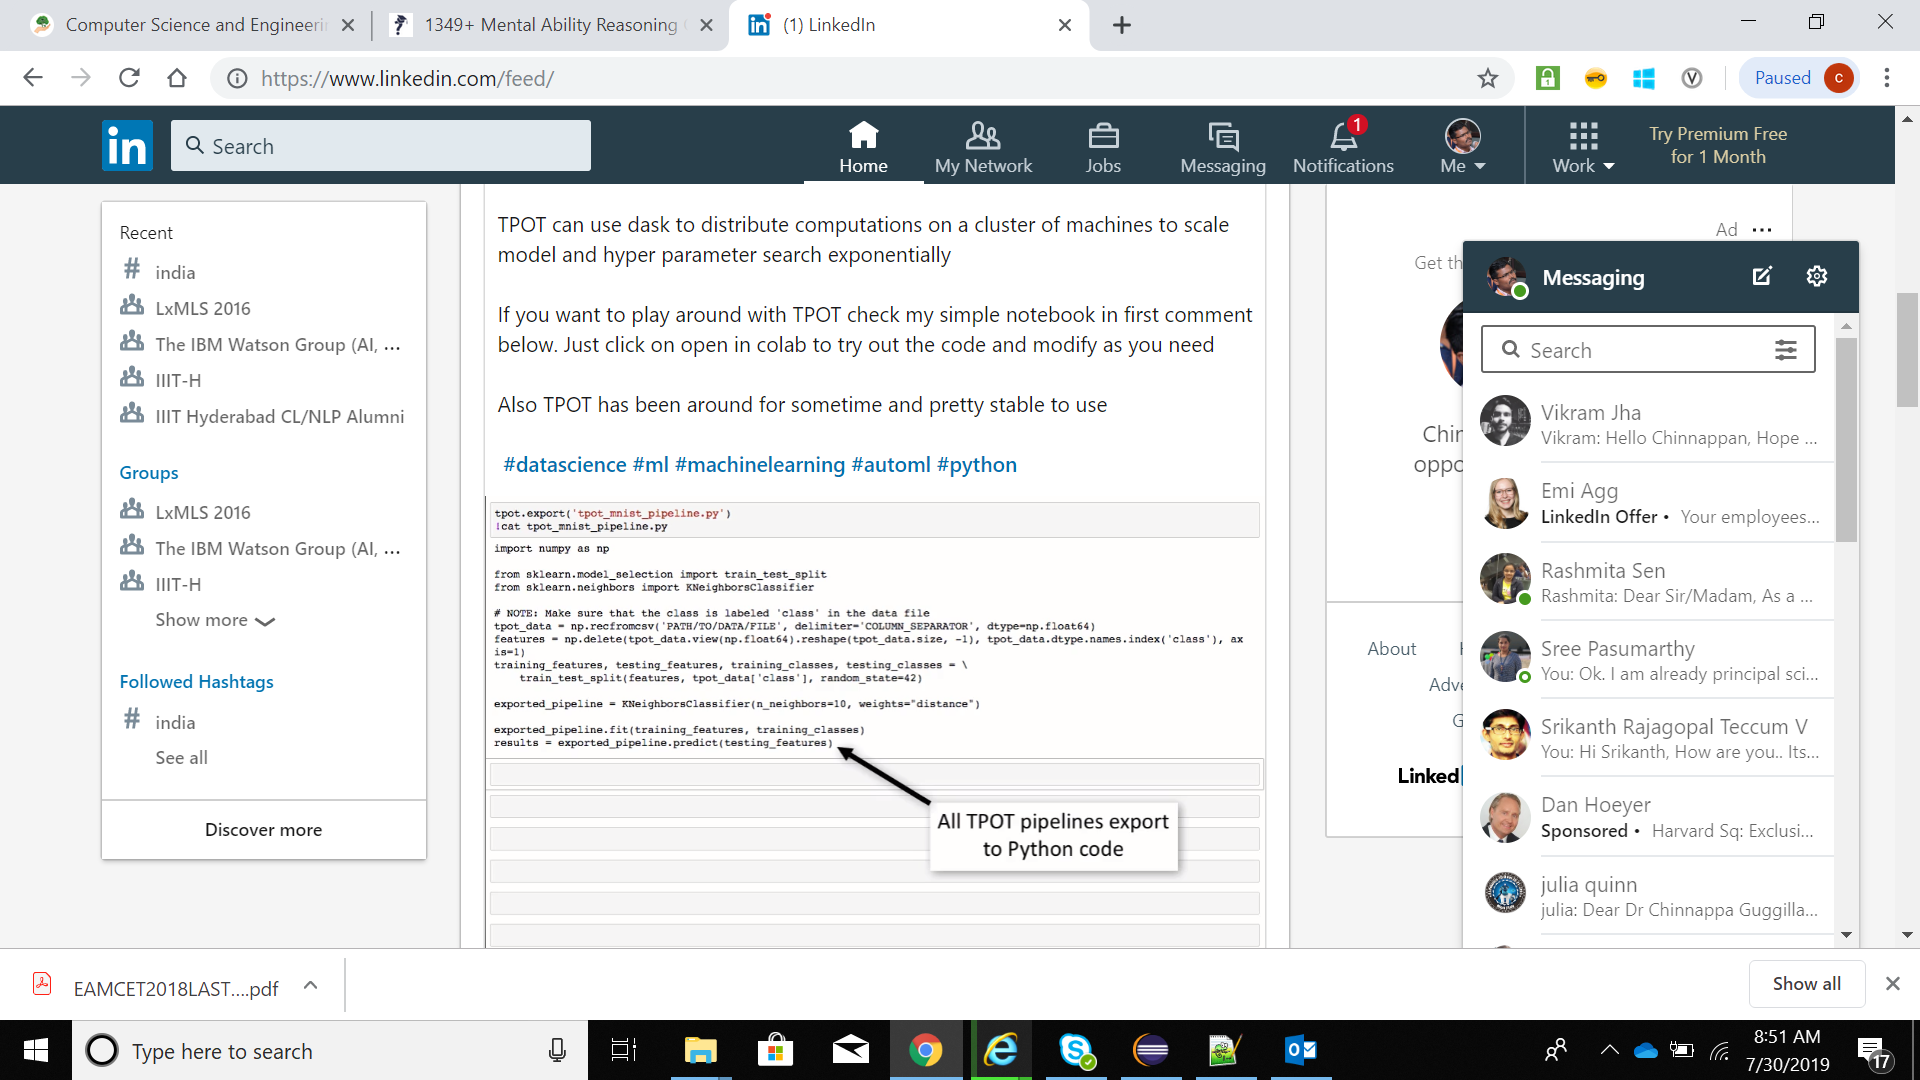 Computer Science and Engineeri
1349+ Mental Ability Reasoning
(1) LinkedIn
https://www.linkedin.com/feed/
Paused
c
in
Search
Home
My Network
Jobs
Messaging
1
Notifications
Me
Work
Try Premium Free
for 1 Month
Recent
# india
LxMLS 2016
The IBM Watson Group (AI, ...
IIIT-H
IIIT Hyderabad CL/NLP Alumni
Groups
LxMLS 2016
The IBM Watson Group (AI, ...
IIIT-H
Show more
Followed Hashtags
# india
See all
Discover more
TPOT can use dask to distribute computations on a cluster of machines to scale
model and hyper parameter search exponentially
If you want to play around with TPOT check my simple notebook in first comment
below. Just click on open in colab to try out the code and modify as you need
Also TPOT has been around for sometime and pretty stable to use
#datascience #ml #machinelearning #automl #python
tpot.export('tpot_mnist_pipeline.py')
!cat tpot_mnist_pipeline.py
import numpy as np
from sklearn.model_selection import train_test_split
from sklearn.neighbors import KNeighborsClassifier
# NOTE: Make sure that the class is labeled 'class' in the data file
tpot_data = np.recfromcsv('PATH/TO/DATA/FILE', delimiter='COLUMN_SEPARATOR', dtype=np.float64)
features = np.delete(tpot_data.view(np.float64).reshape(tpot_data.size, -1), tpot_data.dtype.names.index('class'), ax
is=1)
training_features, testing_features, training_classes, testing_classes = \
train_test_split(features, tpot_data['class'], random_state=42)
exported_pipeline = KNeighborsClassifier(n_neighbors=10, weights="distance")
exported_pipeline.fit(training_features, training_classes)
results = exported_pipeline.predict(testing_features)
All TPOT pipelines export
to Python code
Ad ...
Get th
Chir
oppo
About
Adve
G
Linked
Messaging
Search
Vikram Jha
Vikram: Hello Chinnappan, Hope ...
Emi Agg
LinkedIn Offer • Your employees...
Rashmita Sen
Rashmita: Dear Sir/Madam, As a ...
Sree Pasumarthy
You: Ok. I am already principal sci...
Srikanth Rajagopal Teccum V
You: Hi Srikanth, How are you.. Its...
Dan Hoeyer
Sponsored • Harvard Sq: Exclusi...
julia quinn
julia: Dear Dr Chinnappa Guggilla...
EAMCET2018LAST....pdf
Show all
Type here to search
8:51 AM
7/30/2019
17